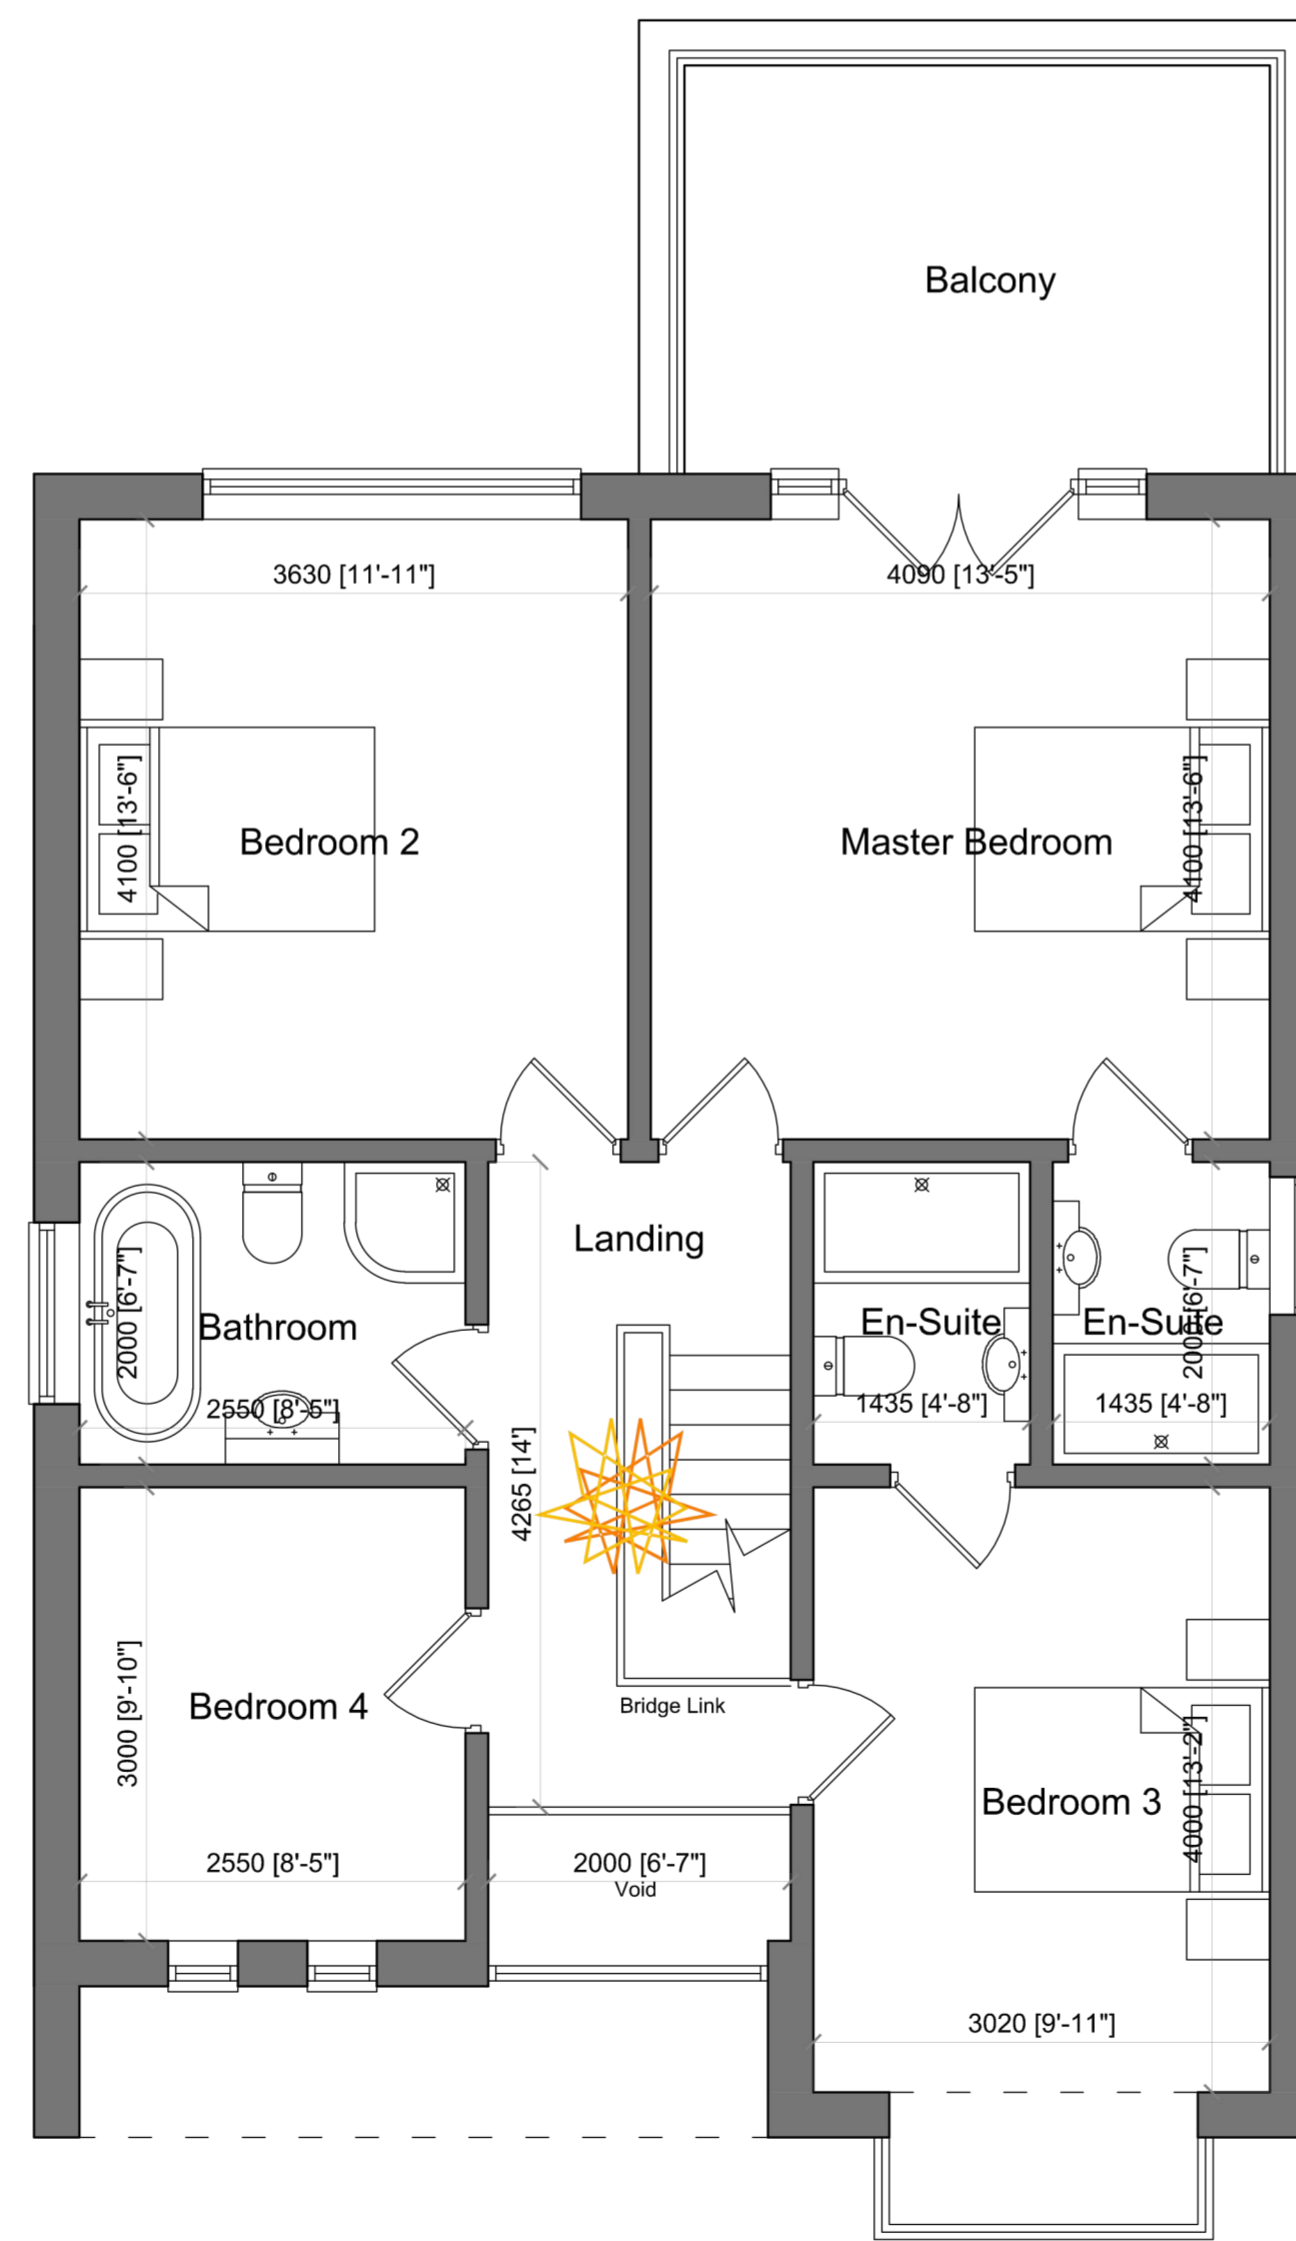 Balcony
3630 [11'-11"]
4090 [13'-5"]
4100 [13'-6"]
Bedroom 2
Master Bedroom
4100 [13'-6"]
Landing
2000 [6'-7"]
Bathroom
En-Suite
En-Suite
2000 [6'-7"]
2550 [8'-5"]
1435 [4'-8"]
1435 [4'-8"]
4265 [14']
3000 [9'-10"]
Bedroom 4
Bridge Link
Bedroom 3
4000 [13'-2"]
2550 [8'-5"]
2000 [6'-7"]
Void
3020 [9'-11"]